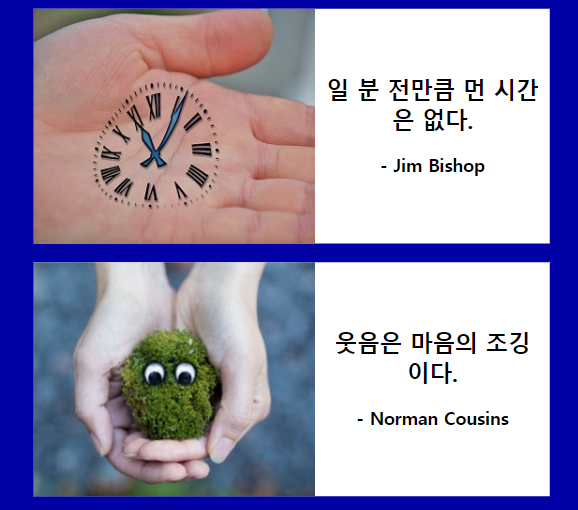 일 분 전만큼 먼 시간
은 없다.
- Jim Bishop
웃음은 마음의 조깅
이다.
- Norman Cousins